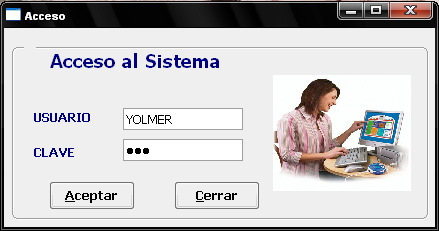 Acceso
Acceso al Sistema
USUARIO YOLMER
CLAVE ●●●
Aceptar Cerrar